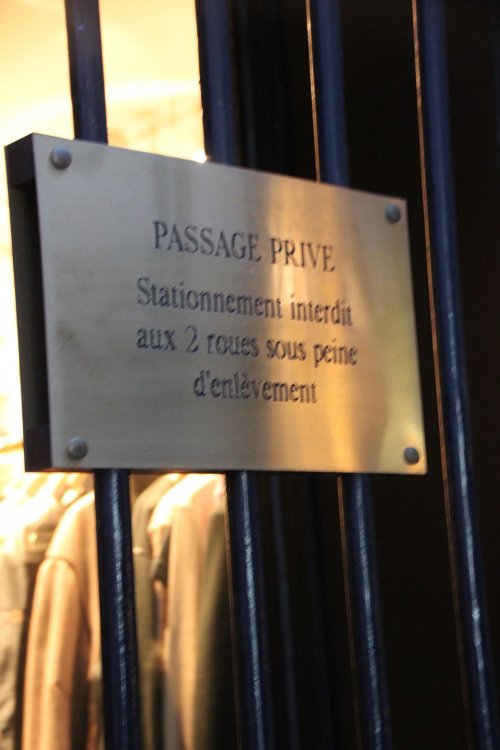 PASSAGE PRIVE
Stationnement interdit
aux 2 roues sous peine
d'enlèvement